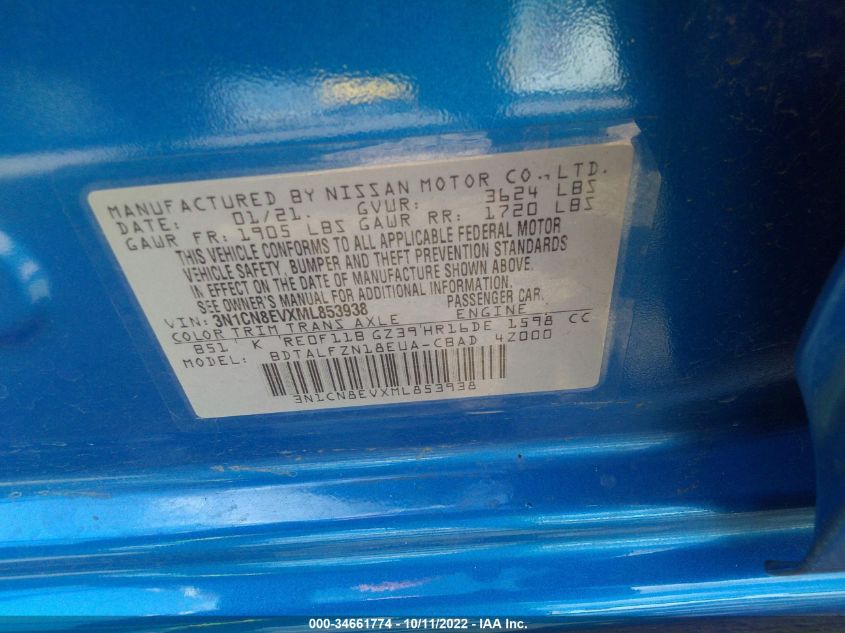 MANUFACTURED BY NISSAN MOTOR CO., LTD.
DATE: 01/21. GVWR: 3624 LBS
GAWR FR: 1905 LBS GAWR RR: 1720 LBS
THIS VEHICLE CONFORMS TO ALL APPLICABLE FEDERAL MOTOR
VEHICLE SAFETY, BUMPER AND THEFT PREVENTION STANDARDS
IN EFFECT ON THE DATE OF MANUFACTURE SHOWN ABOVE.
SEE OWNER'S MANUAL FOR ADDITIONAL INFORMATION.
VIN: 3N1CN8EVXML853938 PASSENGER CAR.
COLOR TRIM TRANS AXLE ENGINE
B51 K RE0F11B GZ39 HR16DE 1598 CC
MODEL: BDTALFZN18EUA-CBAD 4Z000
3N1CN8EVXML853938
000-34661774 - 10/11/2022 - IAA Inc.